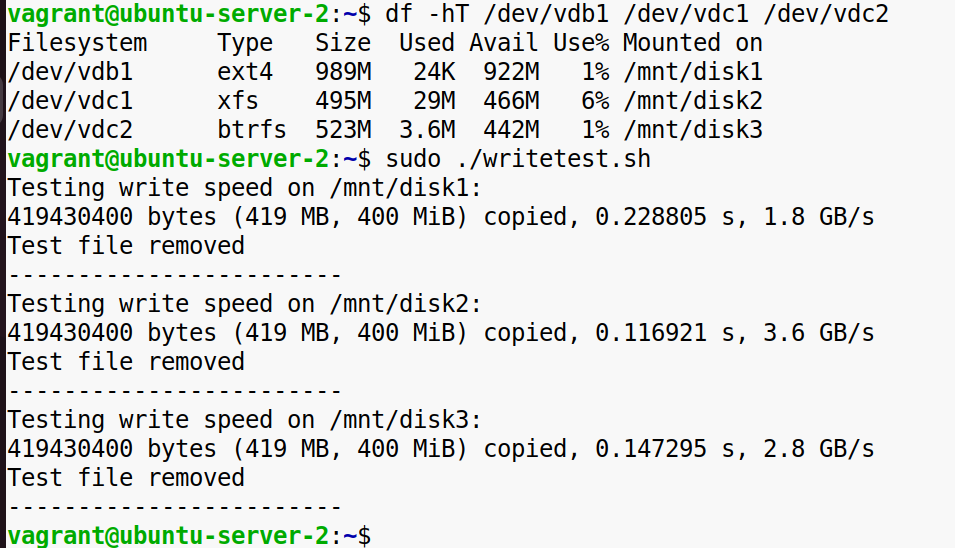 vagrant@ubuntu-server-2:~$ df -hT /dev/vdb1 /dev/vdc1 /dev/vdc2
Filesystem     Type   Size  Used Avail Use% Mounted on
/dev/vdb1      ext4   989M   24K  922M   1% /mnt/disk1
/dev/vdc1      xfs    495M   29M  466M   6% /mnt/disk2
/dev/vdc2      btrfs  523M  3.6M  442M   1% /mnt/disk3
vagrant@ubuntu-server-2:~$ sudo ./writetest.sh
Testing write speed on /mnt/disk1:
419430400 bytes (419 MB, 400 MiB) copied, 0.228805 s, 1.8 GB/s
Test file removed
------------------------
Testing write speed on /mnt/disk2:
419430400 bytes (419 MB, 400 MiB) copied, 0.116921 s, 3.6 GB/s
Test file removed
------------------------
Testing write speed on /mnt/disk3:
419430400 bytes (419 MB, 400 MiB) copied, 0.147295 s, 2.8 GB/s
Test file removed
------------------------
vagrant@ubuntu-server-2:~$